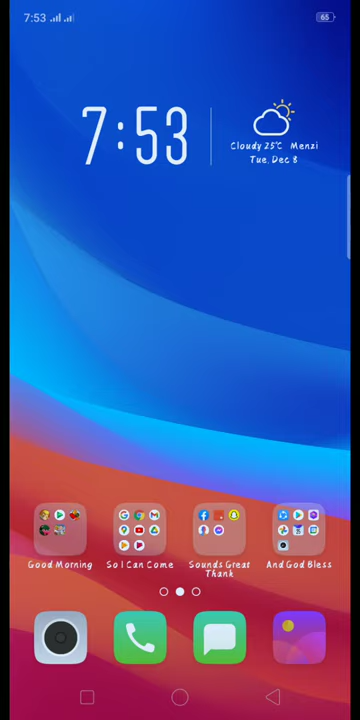 7:53
65
7:53
Cloudy 25°C Menzi
Tue, Dec 8
Good Morning
So I Can Come
Sounds Great
Thank
And God Bless